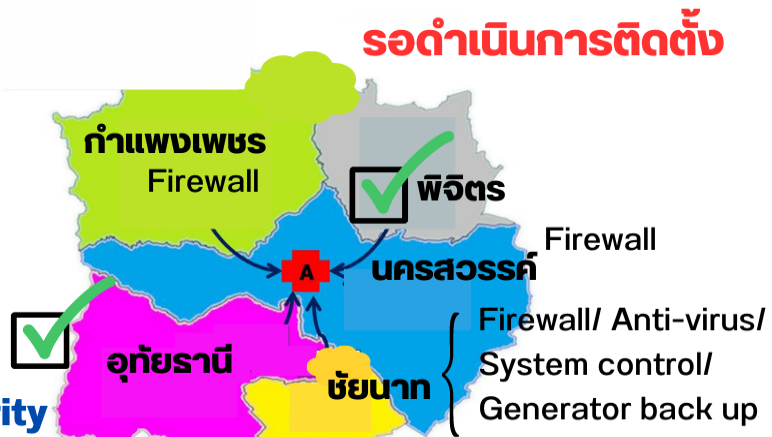 รอดำเนินการติดตั้ง
กำแพงเพชร
Firewall
พิจิตร
Firewall
A
นครสวรรค์
Firewall/ Anti-virus/
System control/
Generator back up
อุทัยธานี
ชัยนาท